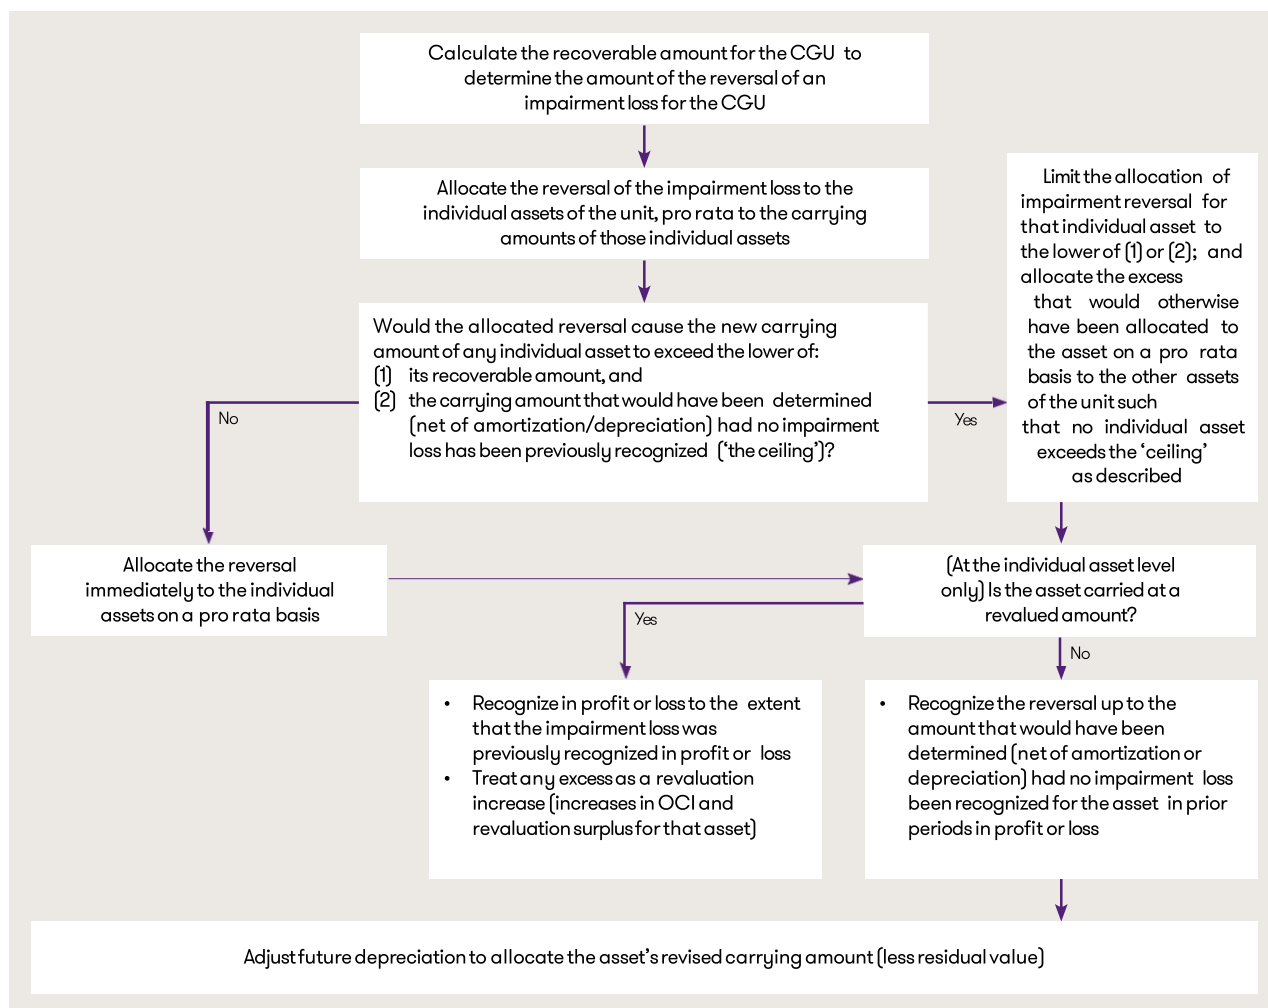 Calculate the recoverable amount for the CGU to
determine the amount of the reversal of an
impairment loss for the CGU
Allocate the reversal of the impairment loss to the
individual assets of the unit, pro rata to the carrying
amounts of those individual assets
Would the allocated reversal cause the new carrying
amount of any individual asset to exceed the lower of:
(1) its recoverable amount, and
(2) the carrying amount that would have been determined
(net of amortization/depreciation) had no impairment
loss has been previously recognized (‘the ceiling’)?
No
Yes
Limit the allocation of
impairment reversal for
that individual asset to
the lower of (1) or (2); and
allocate the excess
that would otherwise
have been allocated to
the asset on a pro rata
basis to the other assets
of the unit such
that no individual asset
exceeds the ‘ceiling’
as described
Allocate the reversal
immediately to the individual
assets on a pro rata basis
(At the individual asset level
only) Is the asset carried at a
revalued amount?
Yes
No
• Recognize in profit or loss to the extent
that the impairment loss was
previously recognized in profit or loss
• Treat any excess as a revaluation
increase (increases in OCI and
revaluation surplus for that asset)
• Recognize the reversal up to the
amount that would have been
determined (net of amortization or
depreciation) had no impairment loss
been recognized for the asset in prior
periods in profit or loss
Adjust future depreciation to allocate the asset’s revised carrying amount (less residual value)